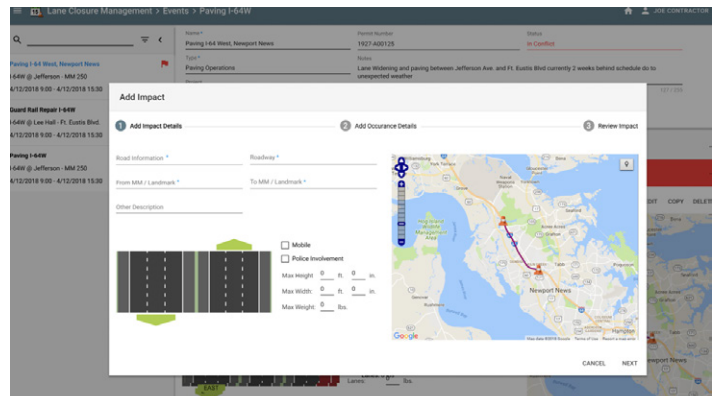 Lane Closure Management > Events > Paving I-64W
JOE CONTRACTOR
Name*
Paving I-64 West, Newport News
Permit Number
1927-A00125
Status
In Conflict
Type*
Paving Operations
Notes
Lane Widening and paving between Jefferson Ave. and Ft. Eustis Blvd currently 2 weeks behind schedule do to
unexpected weather
Project
Paving I-64 West, Newport News
I-64W @ Jefferson - MM 250
4/12/2018 9:00 - 4/12/2018 15:30
Guard Rail Repair I-64W
I-64W @ Lee Hall - Ft. Eustis Blvd.
4/12/2018 9:00 - 4/12/2018 15:30
Paving I-64W
I-64W @ Jefferson - MM 250
4/12/2018 9:00 - 4/12/2018 15:30
Add Impact
1 Add Impact Details
2 Add Occurance Details
3 Review Impact
Road Information *
Roadway *
From MM / Landmark *
To MM / Landmark *
Other Description
Mobile
Police Involvement
Max Height 0 ft. 0 in.
Max Width: 0 ft. 0 in.
Max Weight: 0 lbs.
Newport News
Hampton
Seaford
Poquoson
Tabb
Google
CANCEL NEXT
COPY DELETE
EAST
Lanes: lbs.